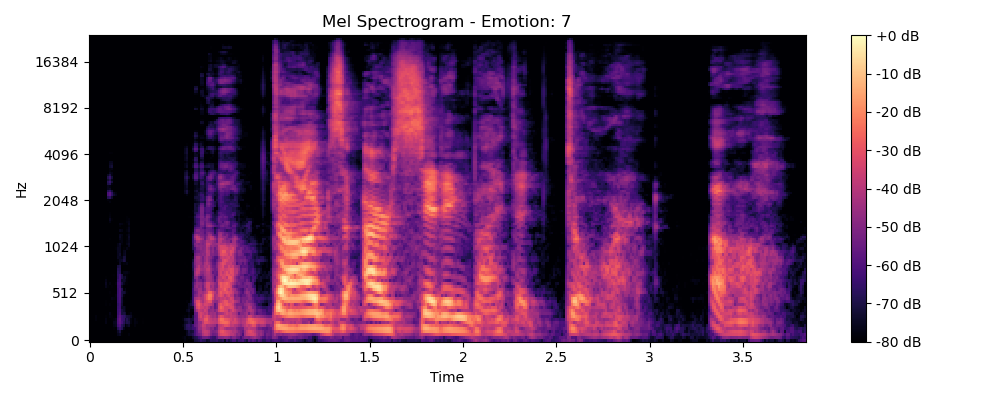 Mel Spectrogram - Emotion: 7
Hz
16384
8192
4096
2048
1024
512
0
0 0.5 1 1.5 2 2.5 3 3.5
Time
+0 dB
-10 dB
-20 dB
-30 dB
-40 dB
-50 dB
-60 dB
-70 dB
-80 dB